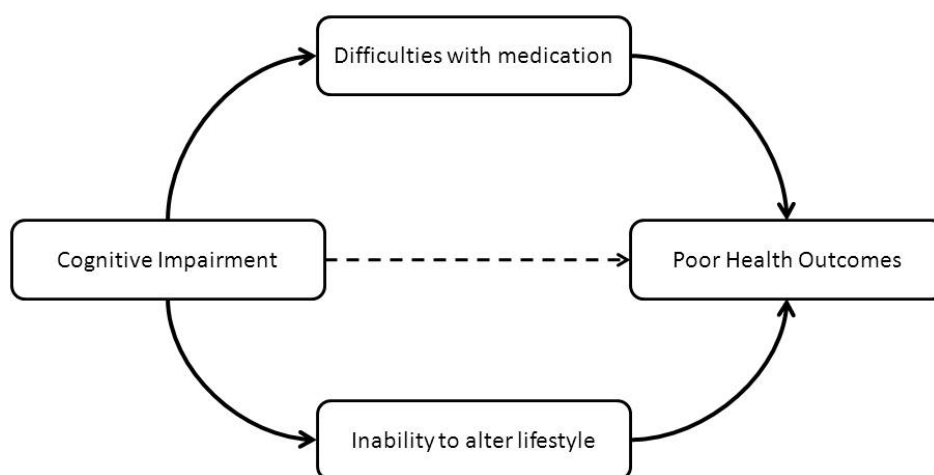 Difficulties with medication
Cognitive Impairment
Poor Health Outcomes
Inability to alter lifestyle